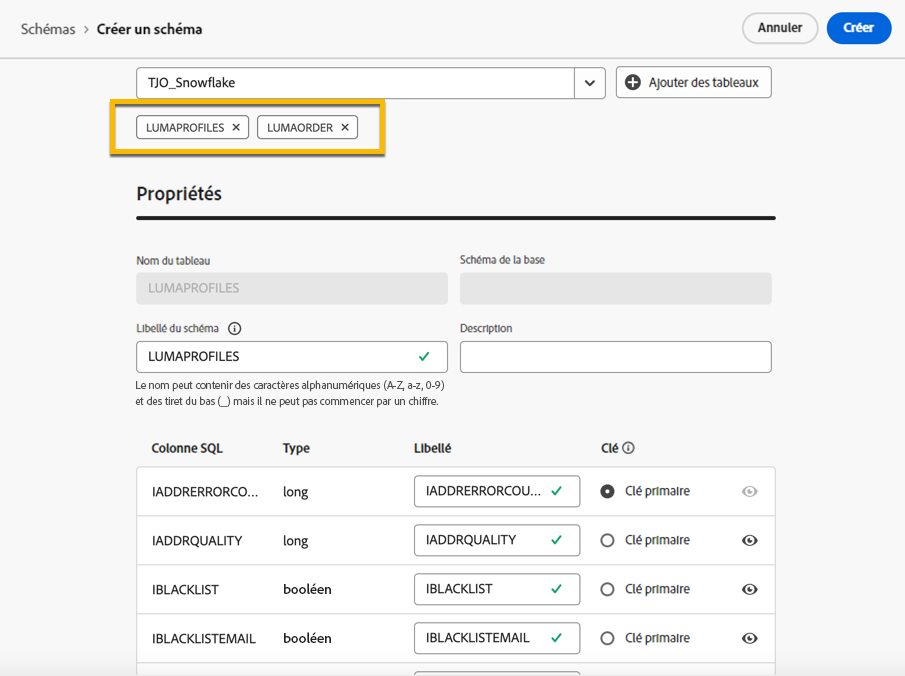 Schémas > Créer un schéma
Annuler
Créer
TJO_Snowflake
Ajouter des tableaux
LUMAPROFILES ×
LUMAORDER ×
Propriétés
Nom du tableau
Schéma de la base
LUMAPROFILES
Libellé du schéma
Description
LUMAPROFILES
Le nom peut contenir des caractères alphanumériques (A-Z, a-z, 0-9)
et des tiret du bas (_) mais il ne peut pas commencer par un chiffre.
Colonne SQL Type Libellé Clé
IADDRERRORCO... long IADDRERRORCOU... Clé primaire
IADDRQUALITY long IADDRQUALITY Clé primaire
IBLACKLIST booléen IBLACKLIST Clé primaire
IBLACKLISTEMAIL booléen IBLACKLISTEMAIL Clé primaire